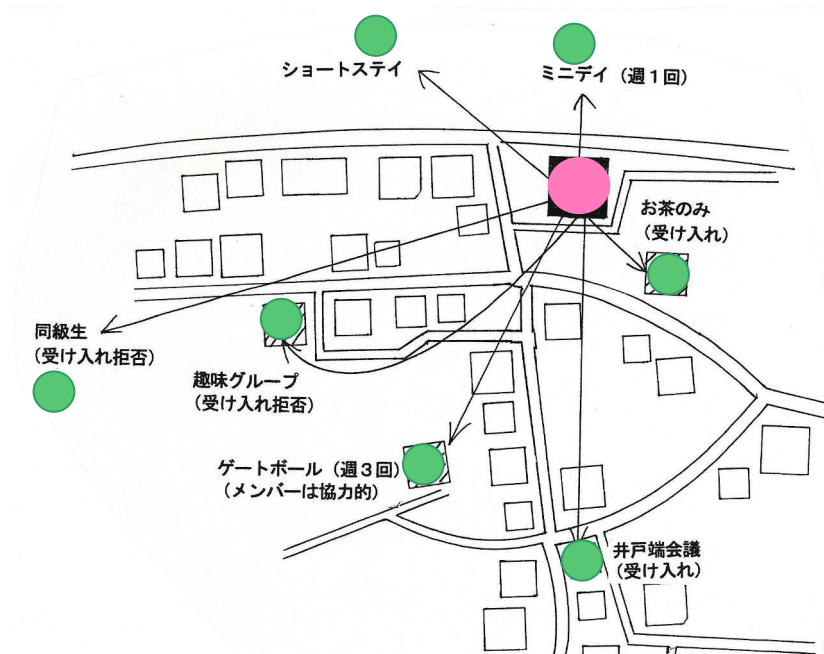 ショートステイ
ミニデイ（週１回）
お茶のみ
（受け入れ）
同級生
（受け入れ拒否）
趣味グループ
（受け入れ拒否）
ゲートボール（週３回）
（メンバーは協力的）
井戸端会議
（受け入れ）